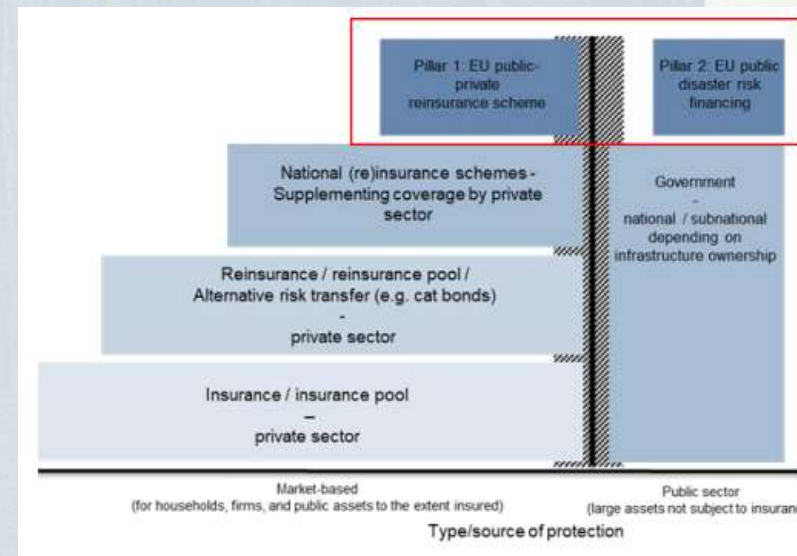 Pillar 1: EU public-
private
reinsurance scheme
Pillar 2: EU public
disaster risk
financing
National (re)insurance schemes -
Supplementing coverage by private
sector
Government
-
national / subnational
depending on
infrastructure ownership
Reinsurance / reinsurance pool /
Alternative risk transfer (e.g. cat bonds)
-
private sector
Insurance / insurance pool
–
private sector
Market-based
(for households, firms, and public assets to the extent insured)
Public sector
(large assets not subject to insuran
Type/source of protection